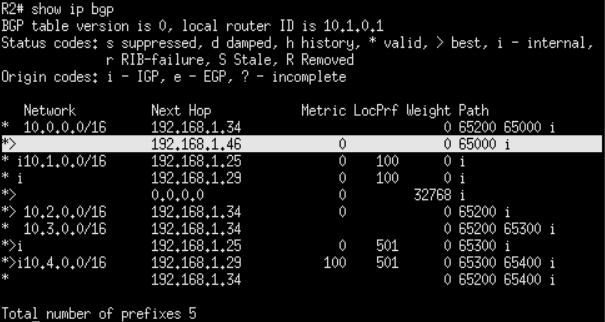 R2# show ip bgp
BGP table version is 0, local router ID is 10.1.0.1
Status codes: s suppressed, d damped, h history, * valid, > best, i - internal,
              r RIB-failure, S Stale, R Removed
Origin codes: i - IGP, e - EGP, ? - incomplete

   Network          Next Hop            Metric LocPrf Weight Path
*  10.0.0.0/16      192.168.1.34                           0 65200 65000 i
*>                  192.168.1.46             0             0 65000 i
* i10.1.0.0/16      192.168.1.25             0    100      0 i
* i                 192.168.1.29             0    100      0 i
*>                  0.0.0.0                  0         32768 i
*> 10.2.0.0/16      192.168.1.34             0             0 65200 i
*  10.3.0.0/16      192.168.1.34                           0 65200 65300 i
*>i                 192.168.1.25             0    501      0 65300 i
*>i10.4.0.0/16      192.168.1.29           100    501      0 65300 65400 i
*                   192.168.1.34                           0 65200 65400 i

Total number of prefixes 5